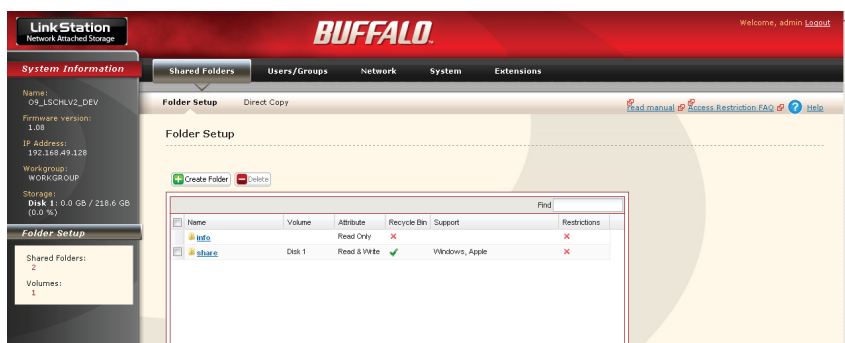 LinkStation
Network Attached Storage
BUFFALO
Welcome, admin Logout
System Information
Name:
O9_LSCHLV2_DEV
Firmware version:
1.08
IP Address:
192.168.49.128
Workgroup:
WORKGROUP
Storage:
Disk 1: 0.0 GB / 218.6 GB
(0.0 %)
Folder Setup
Shared Folders:
2
Volumes:
1
Shared Folders Users/Groups Network System Extensions
Folder Setup Direct Copy
read manual Access Restriction FAQ ? Help
Folder Setup
Create Folder Delete
Find
Name Volume Attribute Recycle Bin Support Restrictions
info Read Only
share Disk 1 Read & Write Windows, Apple